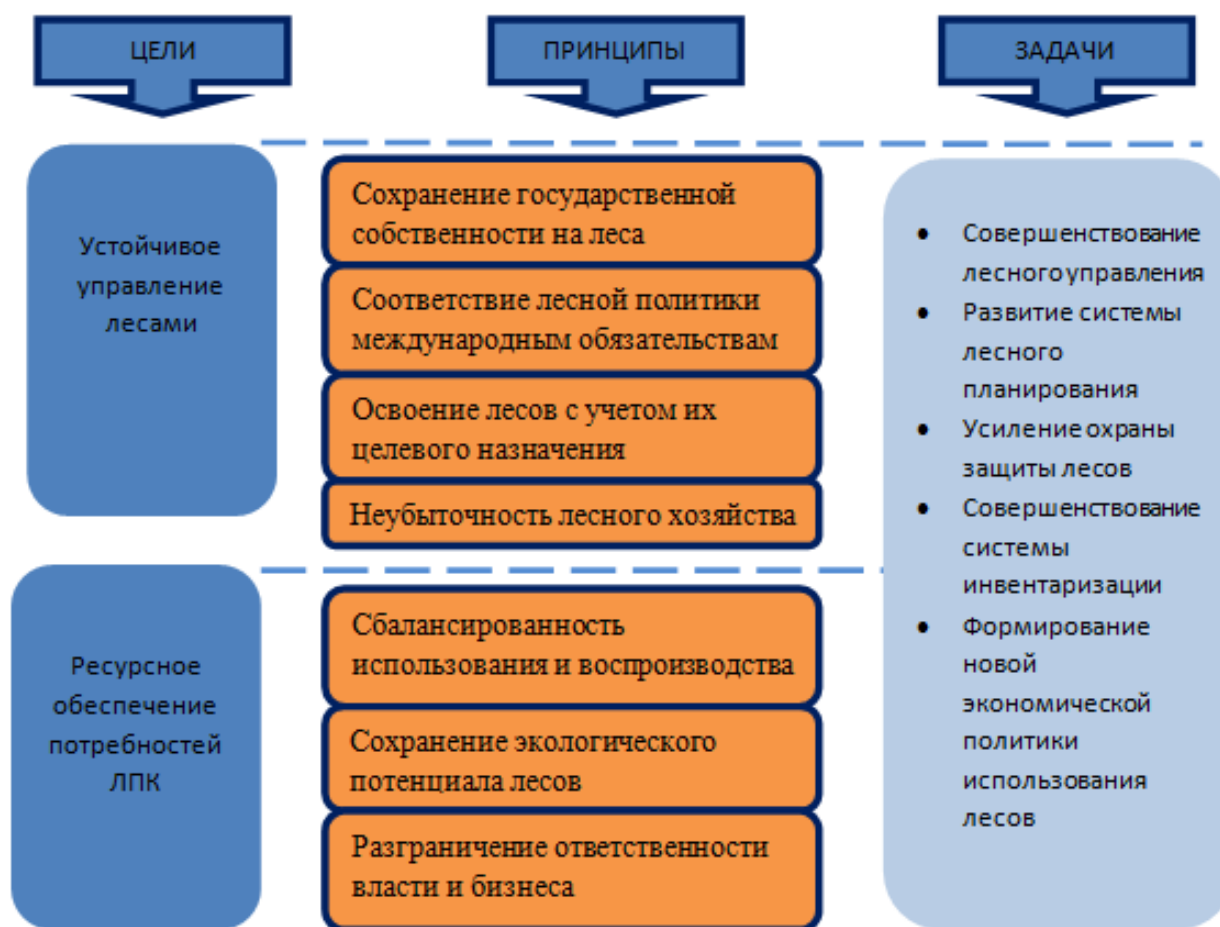 ЦЕЛИ
ПРИНЦИПЫ
ЗАДАЧИ
Устойчивое
управление
лесами
Ресурсное
обеспечение
потребностей
ЛПК
Сохранение государственной
собственности на леса
Соответствие лесной политики
международным обязательствам
Освоение лесов с учетом их
целевого назначения
Неубыточность лесного хозяйства
Сбалансированность
использования и воспроизводства
Сохранение экологического
потенциала лесов
Разграничение ответственности
власти и бизнеса
● Совершенствование
лесного управления
● Развитие системы
лесного
планирования
● Усиление охраны
защиты лесов
● Совершенствование
системы
инвентаризации
● Формирование
новой
экономической
политики
использования
лесов